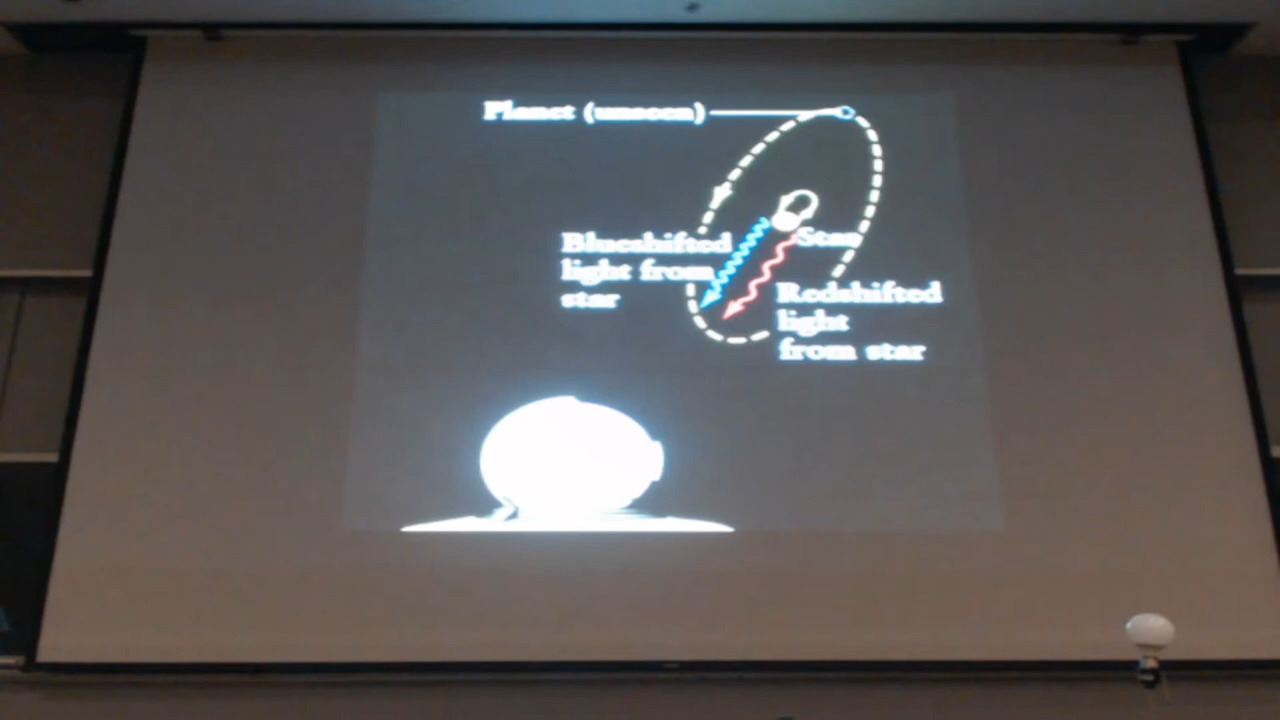 Planet (unseen)
Star
Blueshifted
light from
star
Redshifted
light
from star